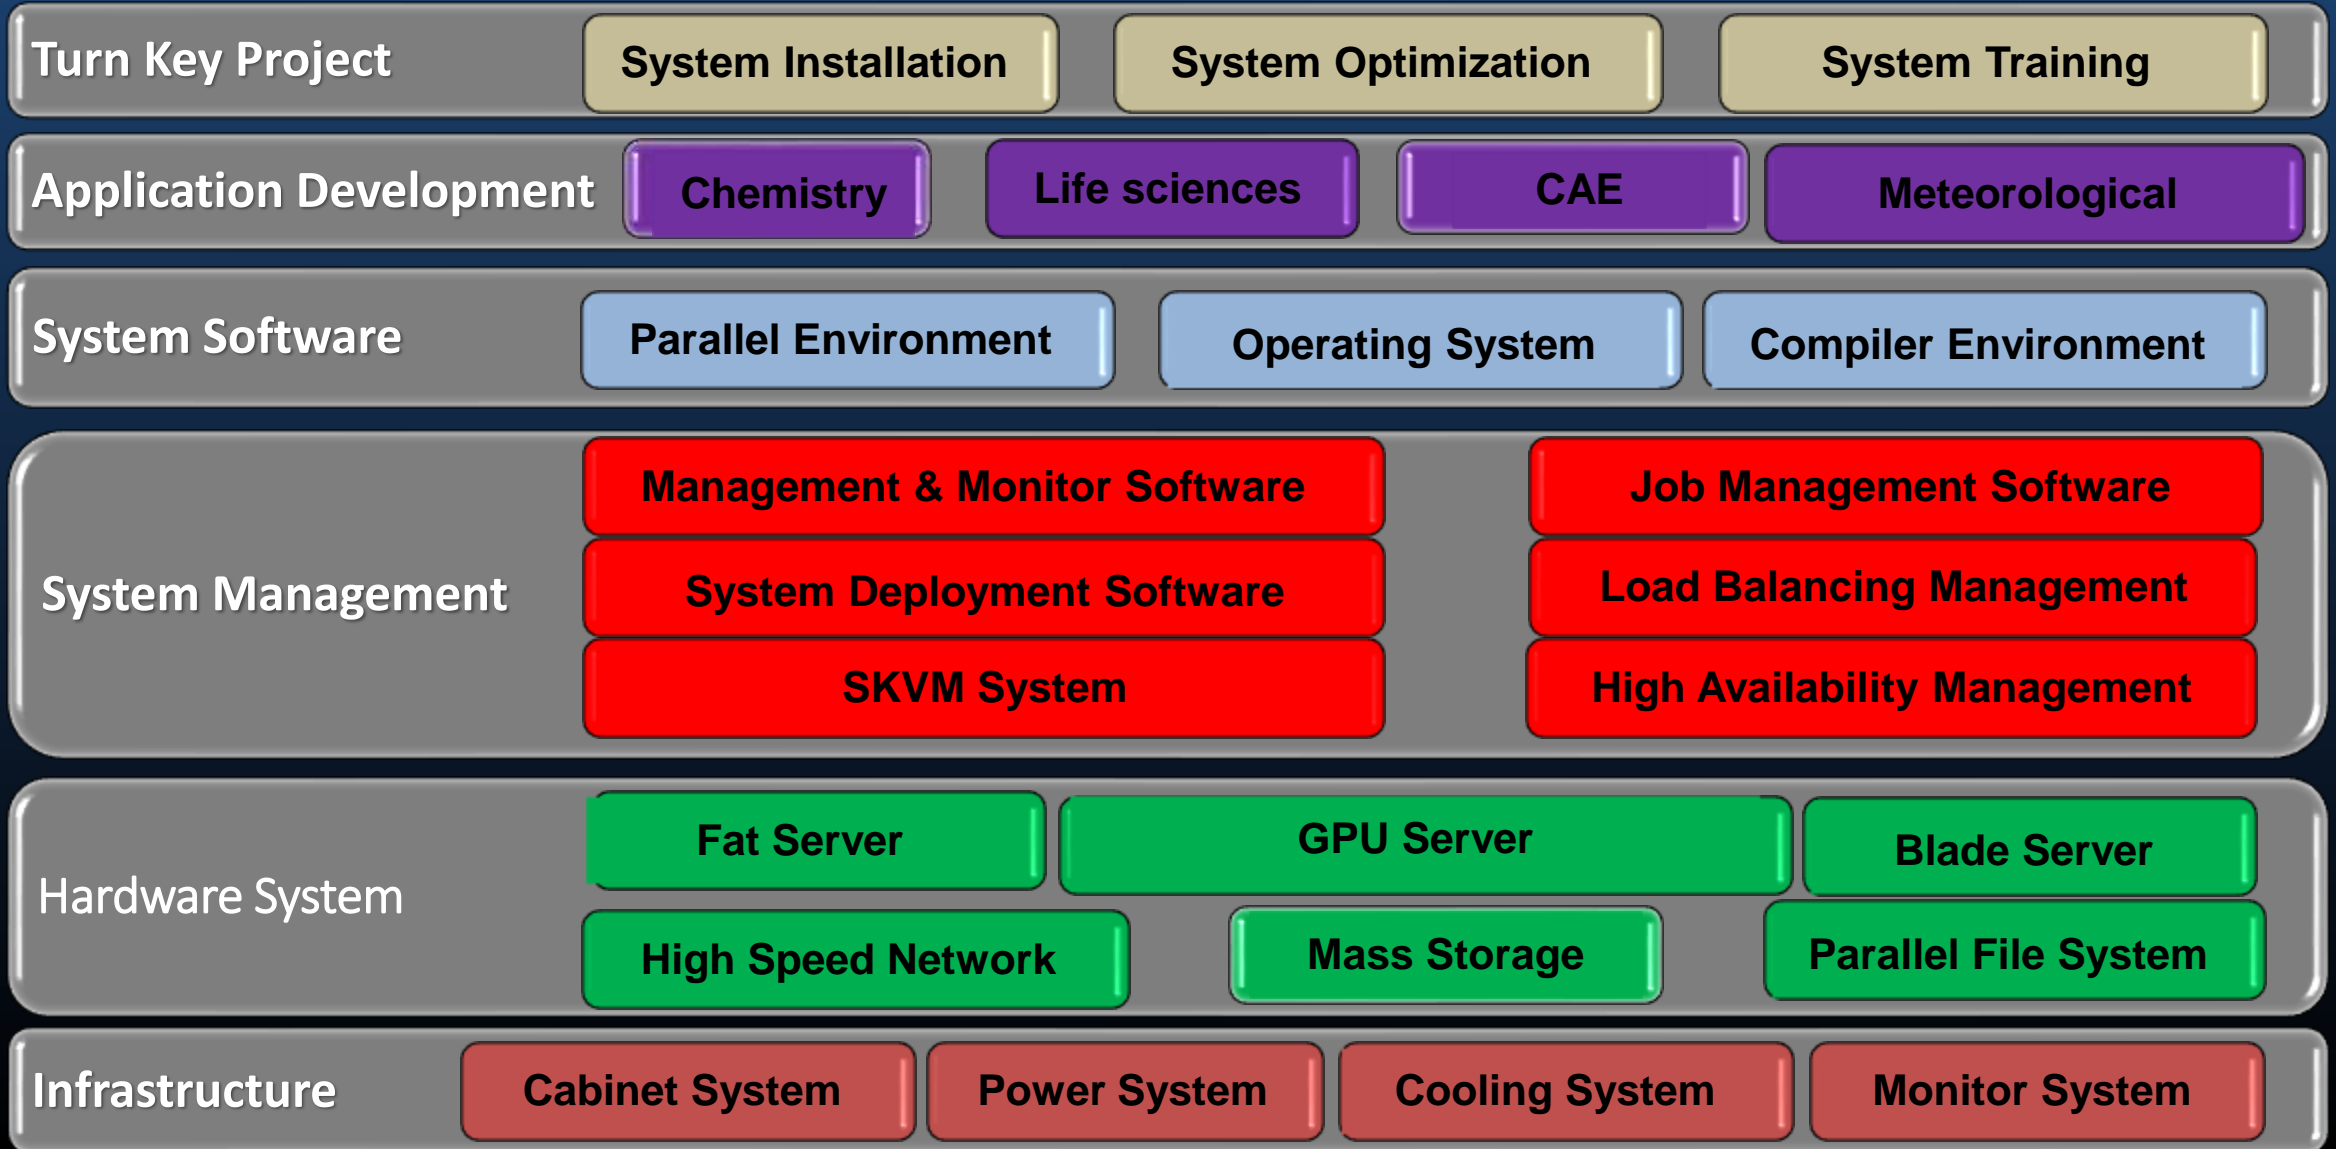 Turn Key Project
System Installation
System Optimization
System Training
Application Development
Chemistry
Life sciences
CAE
Meteorological
System Software
Parallel Environment
Operating System
Compiler Environment
System Management
Management & Monitor Software
Job Management Software
System Deployment Software
Load Balancing Management
SKVM System
High Availability Management
Hardware System
Fat Server
GPU Server
Blade Server
High Speed Network
Mass Storage
Parallel File System
Infrastructure
Cabinet System
Power System
Cooling System
Monitor System